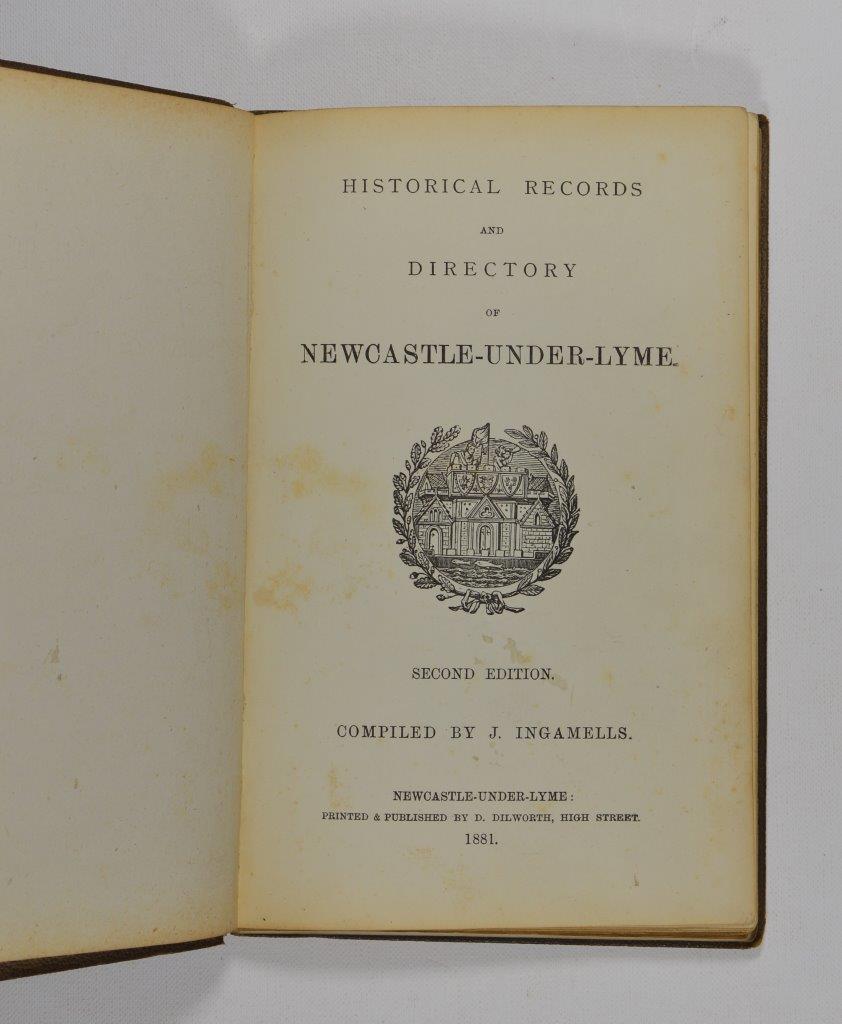 HISTORICAL RECORDS
AND
DIRECTORY
OF
NEWCASTLE-UNDER-LYME.
SECOND EDITION.
COMPILED BY J. INGAMELLS.
NEWCASTLE-UNDER-LYME:
PRINTED & PUBLISHED BY D. DILWORTH, HIGH STREET.
1881.